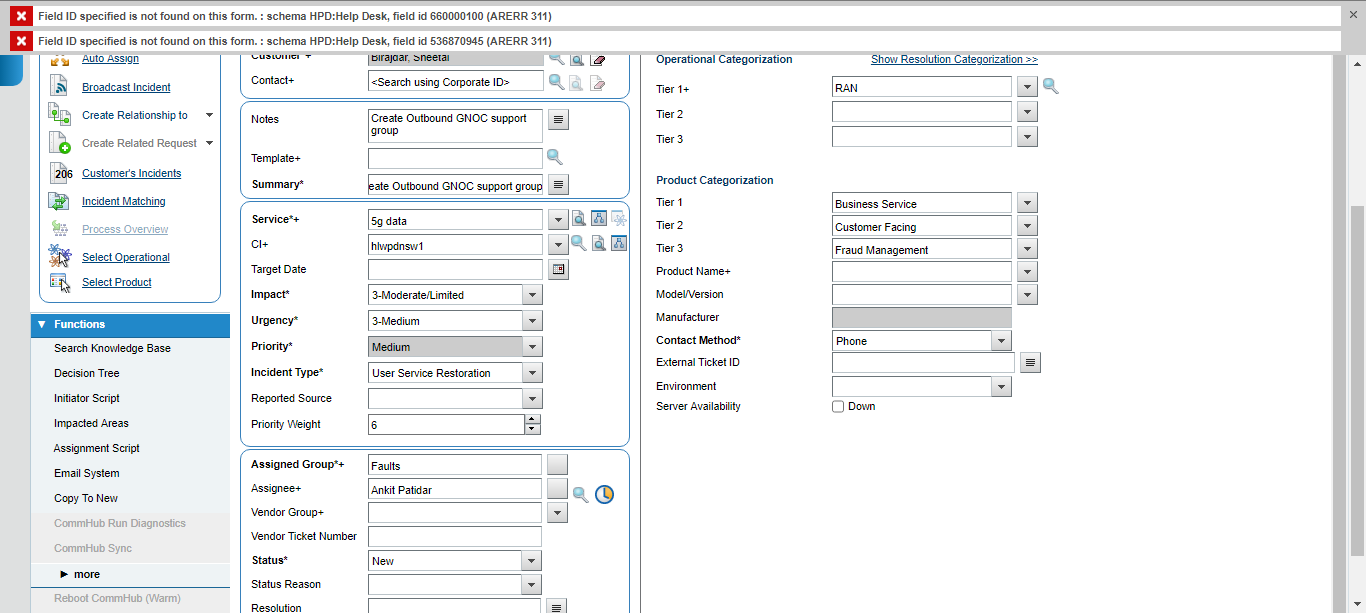 Field ID specified is not found on this form. : schema HPD:Help Desk, field id 660000100 (ARERR 311)
Field ID specified is not found on this form. : schema HPD:Help Desk, field id 536870945 (ARERR 311)
Auto Assign
Broadcast Incident
Create Relationship to
Create Related Request
206 Customer's Incidents
Incident Matching
Process Overview
Select Operational
Select Product
Functions
Search Knowledge Base
Decision Tree
Initiator Script
Impacted Areas
Assignment Script
Email System
Copy To New
CommHub Run Diagnostics
CommHub Sync
more
Reboot CommHub (Warm)
Customer*+ Birajdar, Sheetal
Contact+ <Search using Corporate ID>
Notes Create Outbound GNOC support
group
Template+
Summary* eate Outbound GNOC support group
Service*+ 5g data
CI+ hlwpdnsw1
Target Date
Impact* 3-Moderate/Limited
Urgency* 3-Medium
Priority* Medium
Incident Type* User Service Restoration
Reported Source
Priority Weight 6
Assigned Group*+ Faults
Assignee+ Ankit Patidar
Vendor Group+
Vendor Ticket Number
Status* New
Status Reason
Resolution
Operational Categorization Show Resolution Categorization >>
Tier 1+ RAN
Tier 2
Tier 3
Product Categorization
Tier 1 Business Service
Tier 2 Customer Facing
Tier 3 Fraud Management
Product Name+
Model/Version
Manufacturer
Contact Method* Phone
External Ticket ID
Environment
Server Availability Down